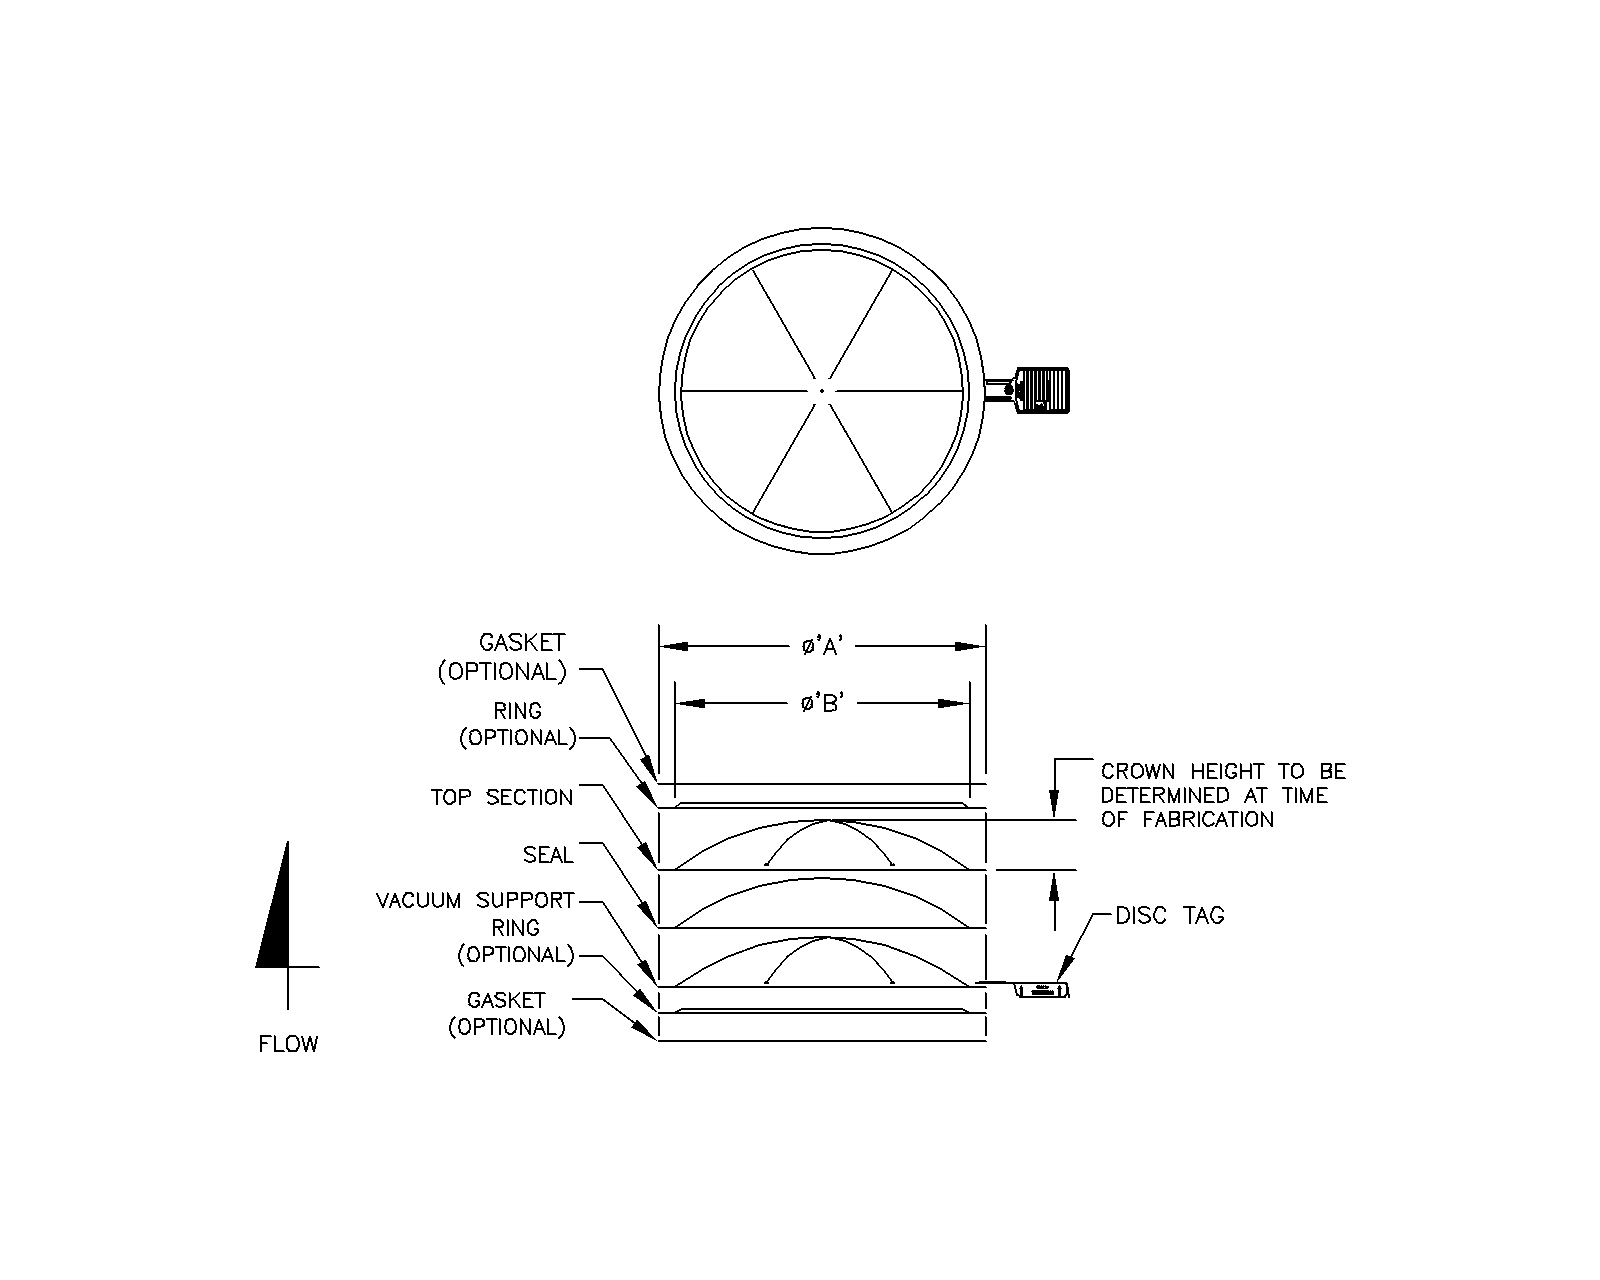 GASKET
(OPTIONAL)
ø'A'
RING
(OPTIONAL)
ø'B'
TOP SECTION
CROWN HEIGHT TO BE
DETERMINED AT TIME
OF FABRICATION
SEAL
VACUUM SUPPORT
RING
(OPTIONAL)
DISC TAG
GASKET
(OPTIONAL)
FLOW